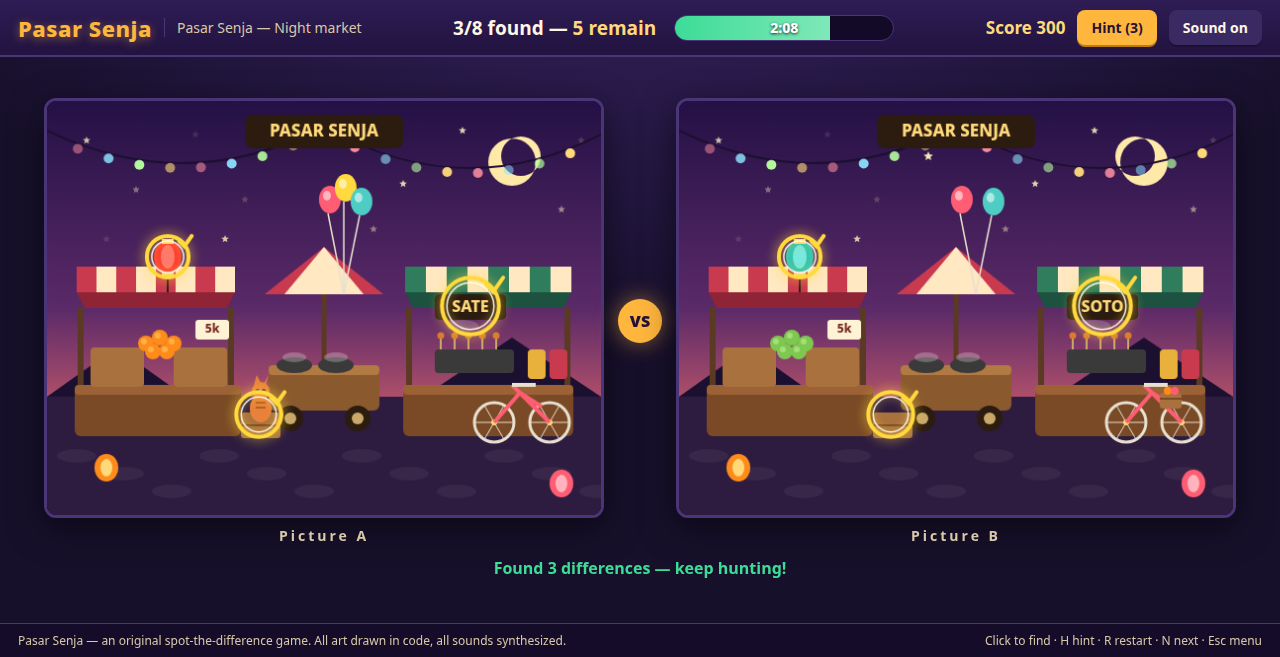 Pasar Senja
Pasar Senja — Night market
3/8 found — 5 remain
2:08
Score 300
Hint (3)
Sound on
PASAR SENJA
SATE
5k
VS
PASAR SENJA
SOTO
5k
Picture A
Picture B
Found 3 differences — keep hunting!
Pasar Senja — an original spot-the-difference game. All art drawn in code, all sounds synthesized.
Click to find · H hint · R restart · N next · Esc menu